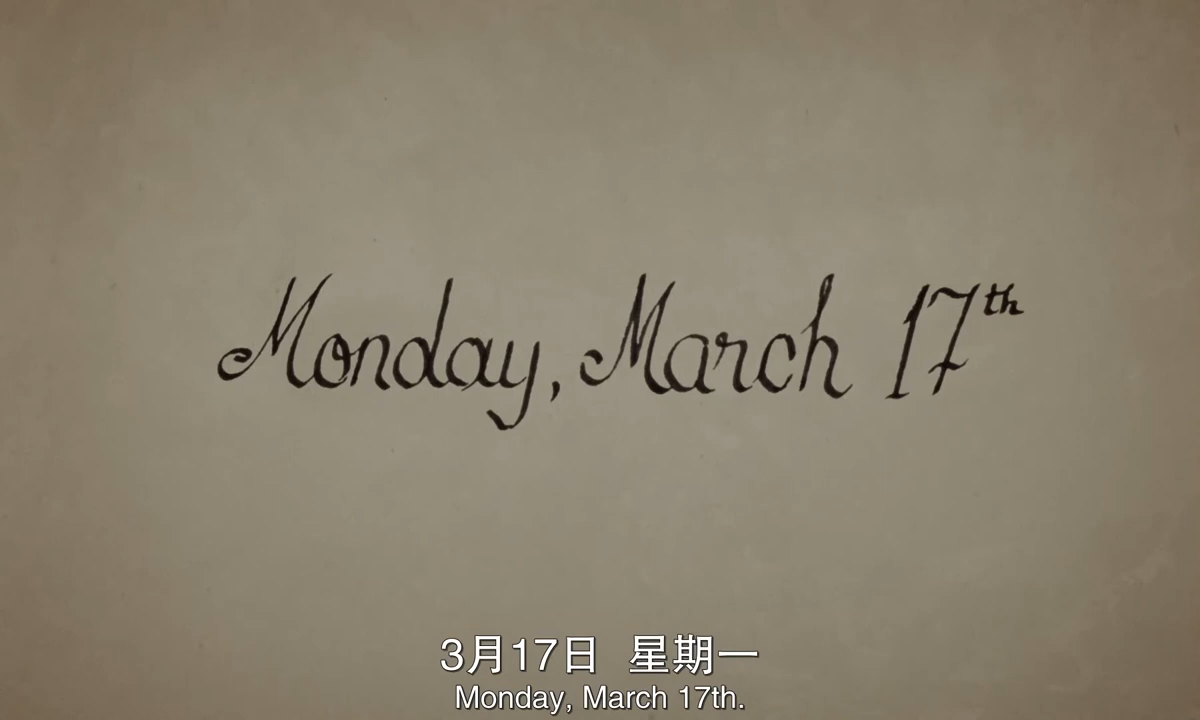 Monday, March 17th
3月17日 星期一
Monday, March 17th.